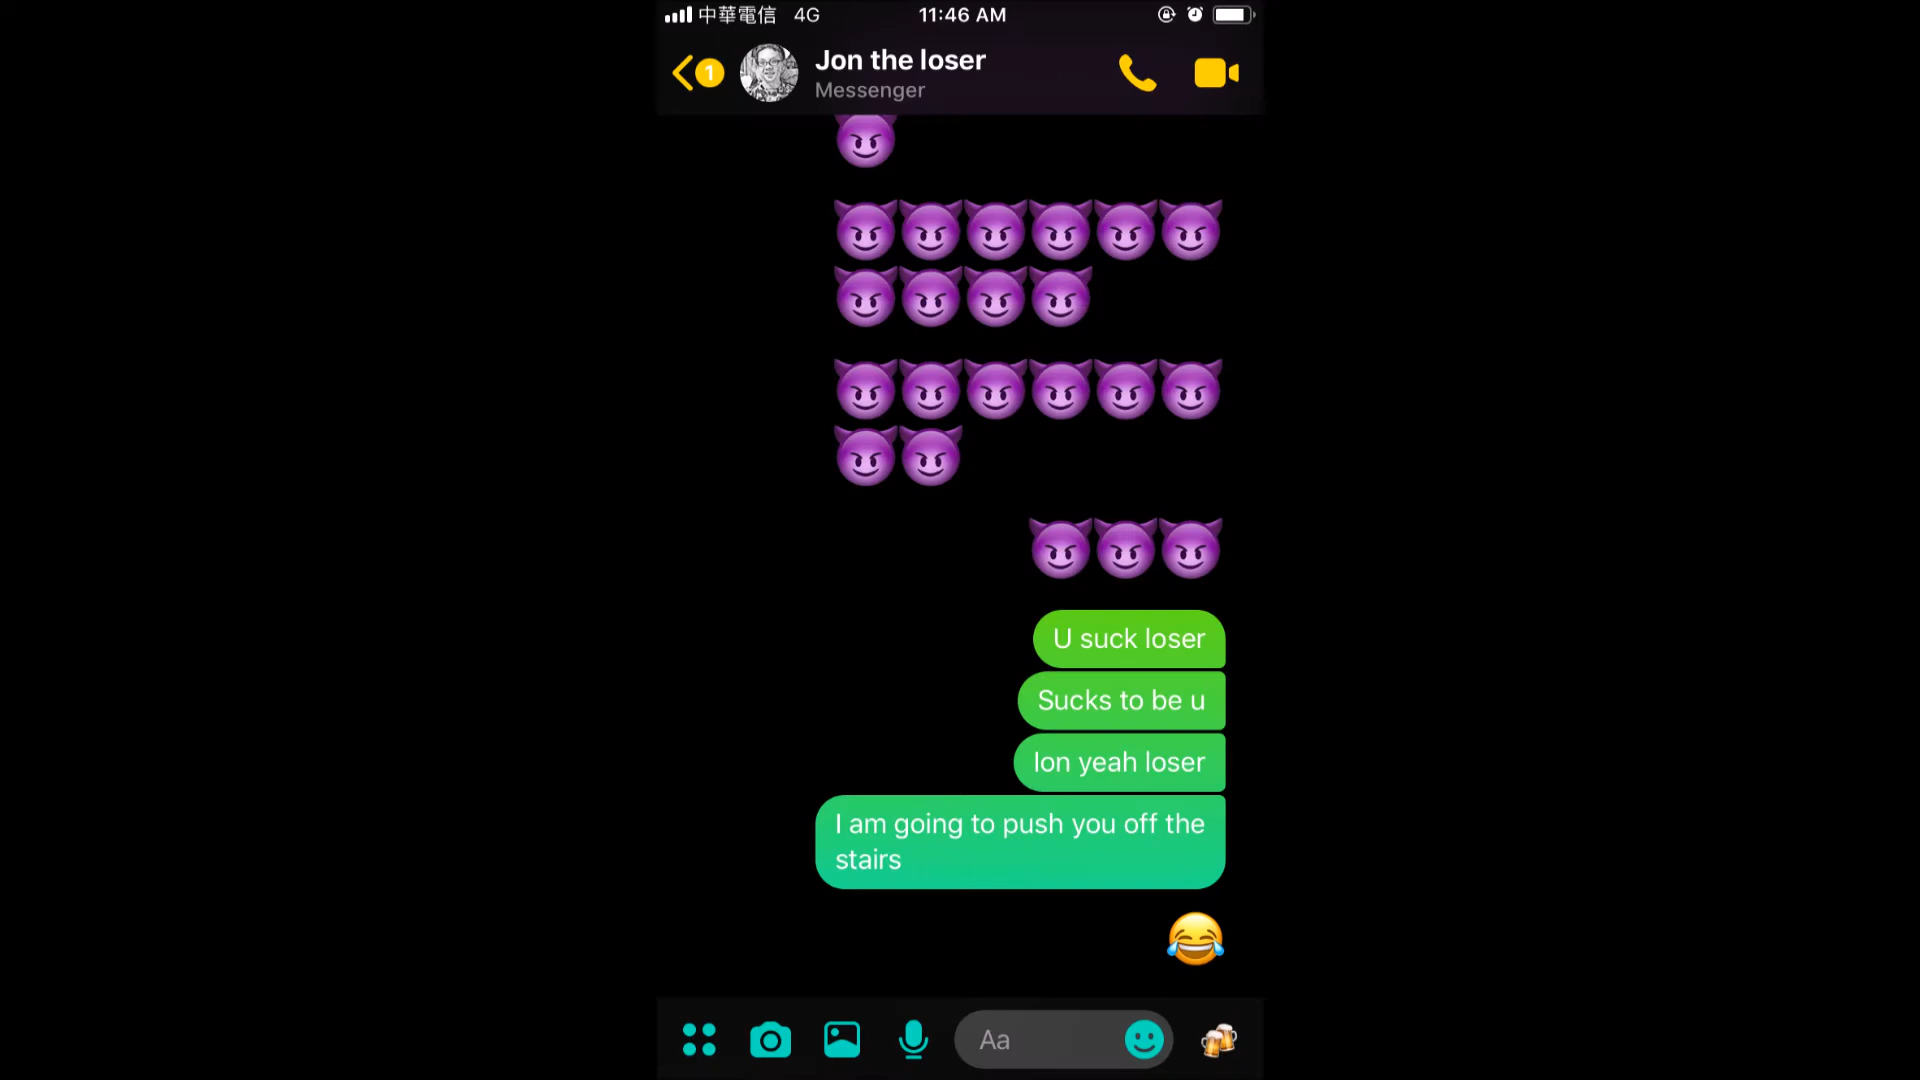 中華電信 4G 11:46 AM
1
Jon the loser
Messenger
U suck loser
Sucks to be u
Ion yeah loser
I am going to push you off the
stairs
Aa